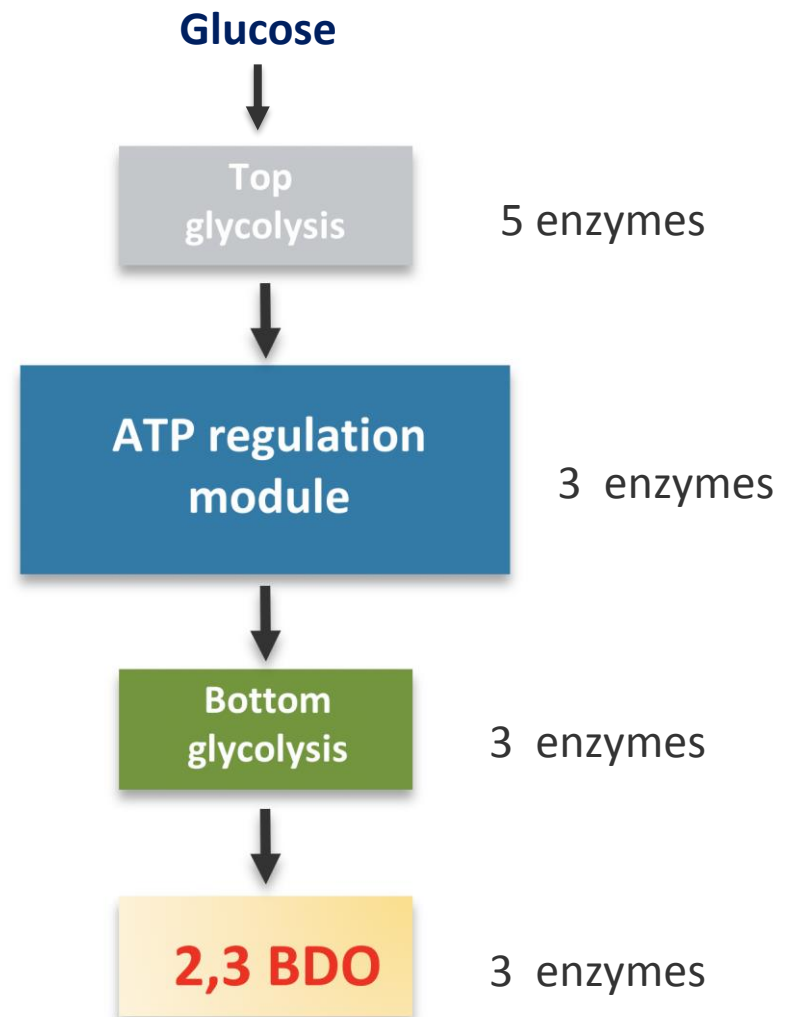 Glucose
Top
glycolysis
5 enzymes
ATP regulation
module
3 enzymes
Bottom
glycolysis
3 enzymes
2,3 BDO
3 enzymes